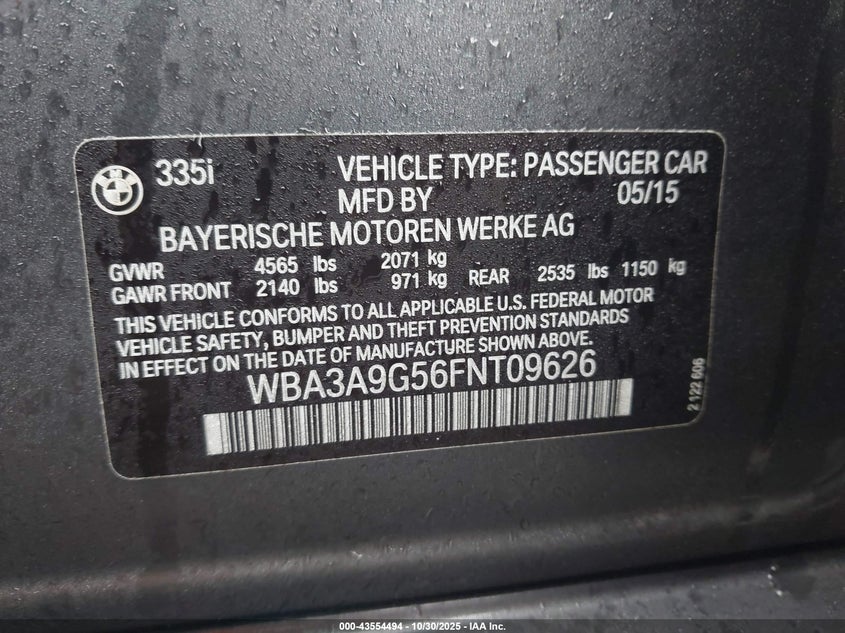 BMW
335i VEHICLE TYPE: PASSENGER CAR
MFD BY 05/15
BAYERISCHE MOTOREN WERKE AG
GVWR 4565 lbs 2071 kg
GAWR FRONT 2140 lbs 971 kg REAR 2535 lbs 1150 kg
THIS VEHICLE CONFORMS TO ALL APPLICABLE U.S. FEDERAL MOTOR
VEHICLE SAFETY, BUMPER AND THEFT PREVENTION STANDARDS
IN EFFECT ON THE DATE OF MANUFACTURE SHOWN ABOVE.
WBA3A9G56FNT09626
2 122 606
000-43554494 - 10/30/2025 - IAA Inc.